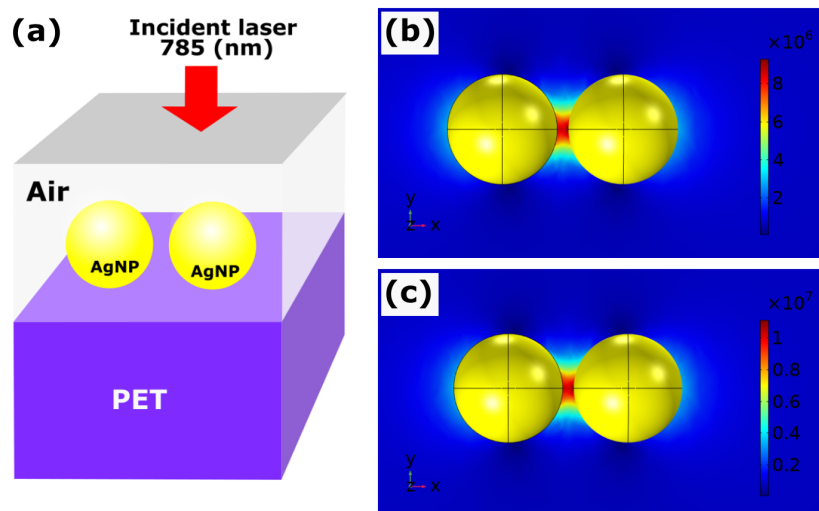 (a)
Incident laser
785 (nm)
Air
AgNP
AgNP
PET
(b)
×10⁶
8
6
4
2
y
z x
(c)
×10⁷
1
0.8
0.6
0.4
0.2
y
z x